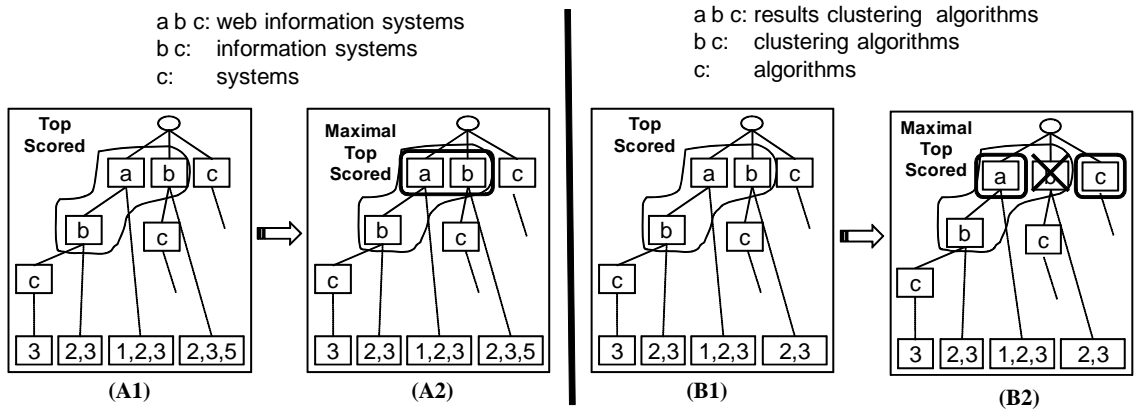 a b c: web information systems
b c: information systems
c: systems
a b c: results clustering algorithms
b c: clustering algorithms
c: algorithms
Top
Scored
a b c
b
c
c
3 2,3 1,2,3 2,3,5
(A1)
Maximal
Top
Scored
a b c
b
c
c
3 2,3 1,2,3 2,3,5
(A2)
Top
Scored
a b c
b
c
c
3 2,3 1,2,3 2,3
(B1)
Maximal
Top
Scored
a b c
b
c
c
3 2,3 1,2,3 2,3
(B2)